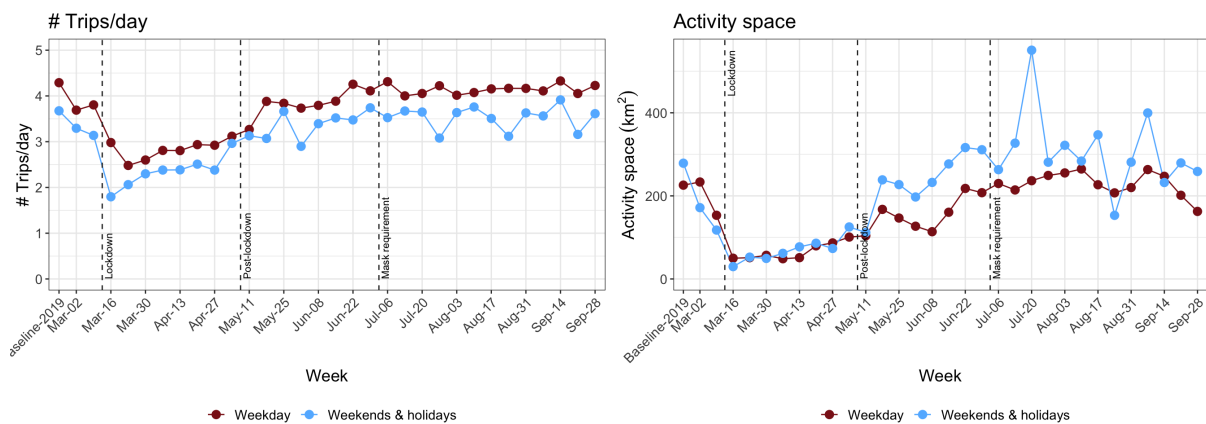 # Trips/day
# Trips/day
5
4
3
2
1
0
Lockdown
Post-lockdown
Mask requirement
aseline-2019
Mar-02
Mar-16
Mar-30
Apr-13
Apr-27
May-11
May-25
Jun-08
Jun-22
Jul-06
Jul-20
Aug-03
Aug-17
Aug-31
Sep-14
Sep-28
Week
Weekday Weekends & holidays
Activity space
Activity space (km²)
400
200
0
Lockdown
Post-lockdown
Mask requirement
Baseline-2019
Mar-02
Mar-16
Mar-30
Apr-13
Apr-27
May-11
May-25
Jun-08
Jun-22
Jul-06
Jul-20
Aug-03
Aug-17
Aug-31
Sep-14
Sep-28
Week
Weekday Weekends & holidays